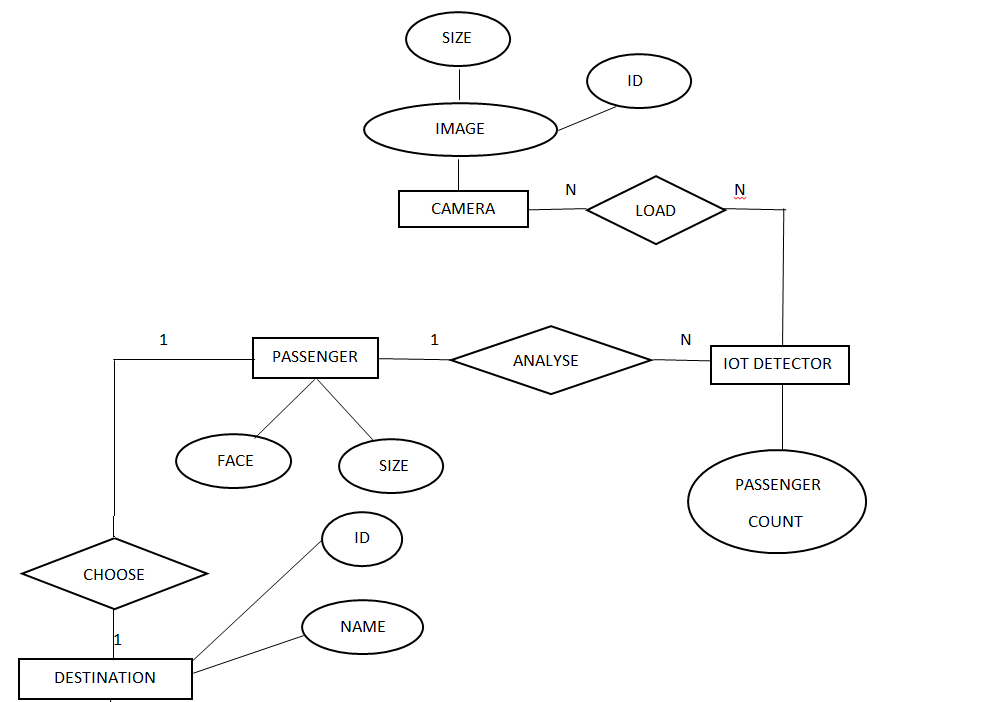 SIZE
ID
IMAGE
N
N
CAMERA
LOAD
1
1
N
PASSENGER
ANALYSE
IOT DETECTOR
FACE
SIZE
PASSENGER
COUNT
ID
CHOOSE
NAME
1
DESTINATION